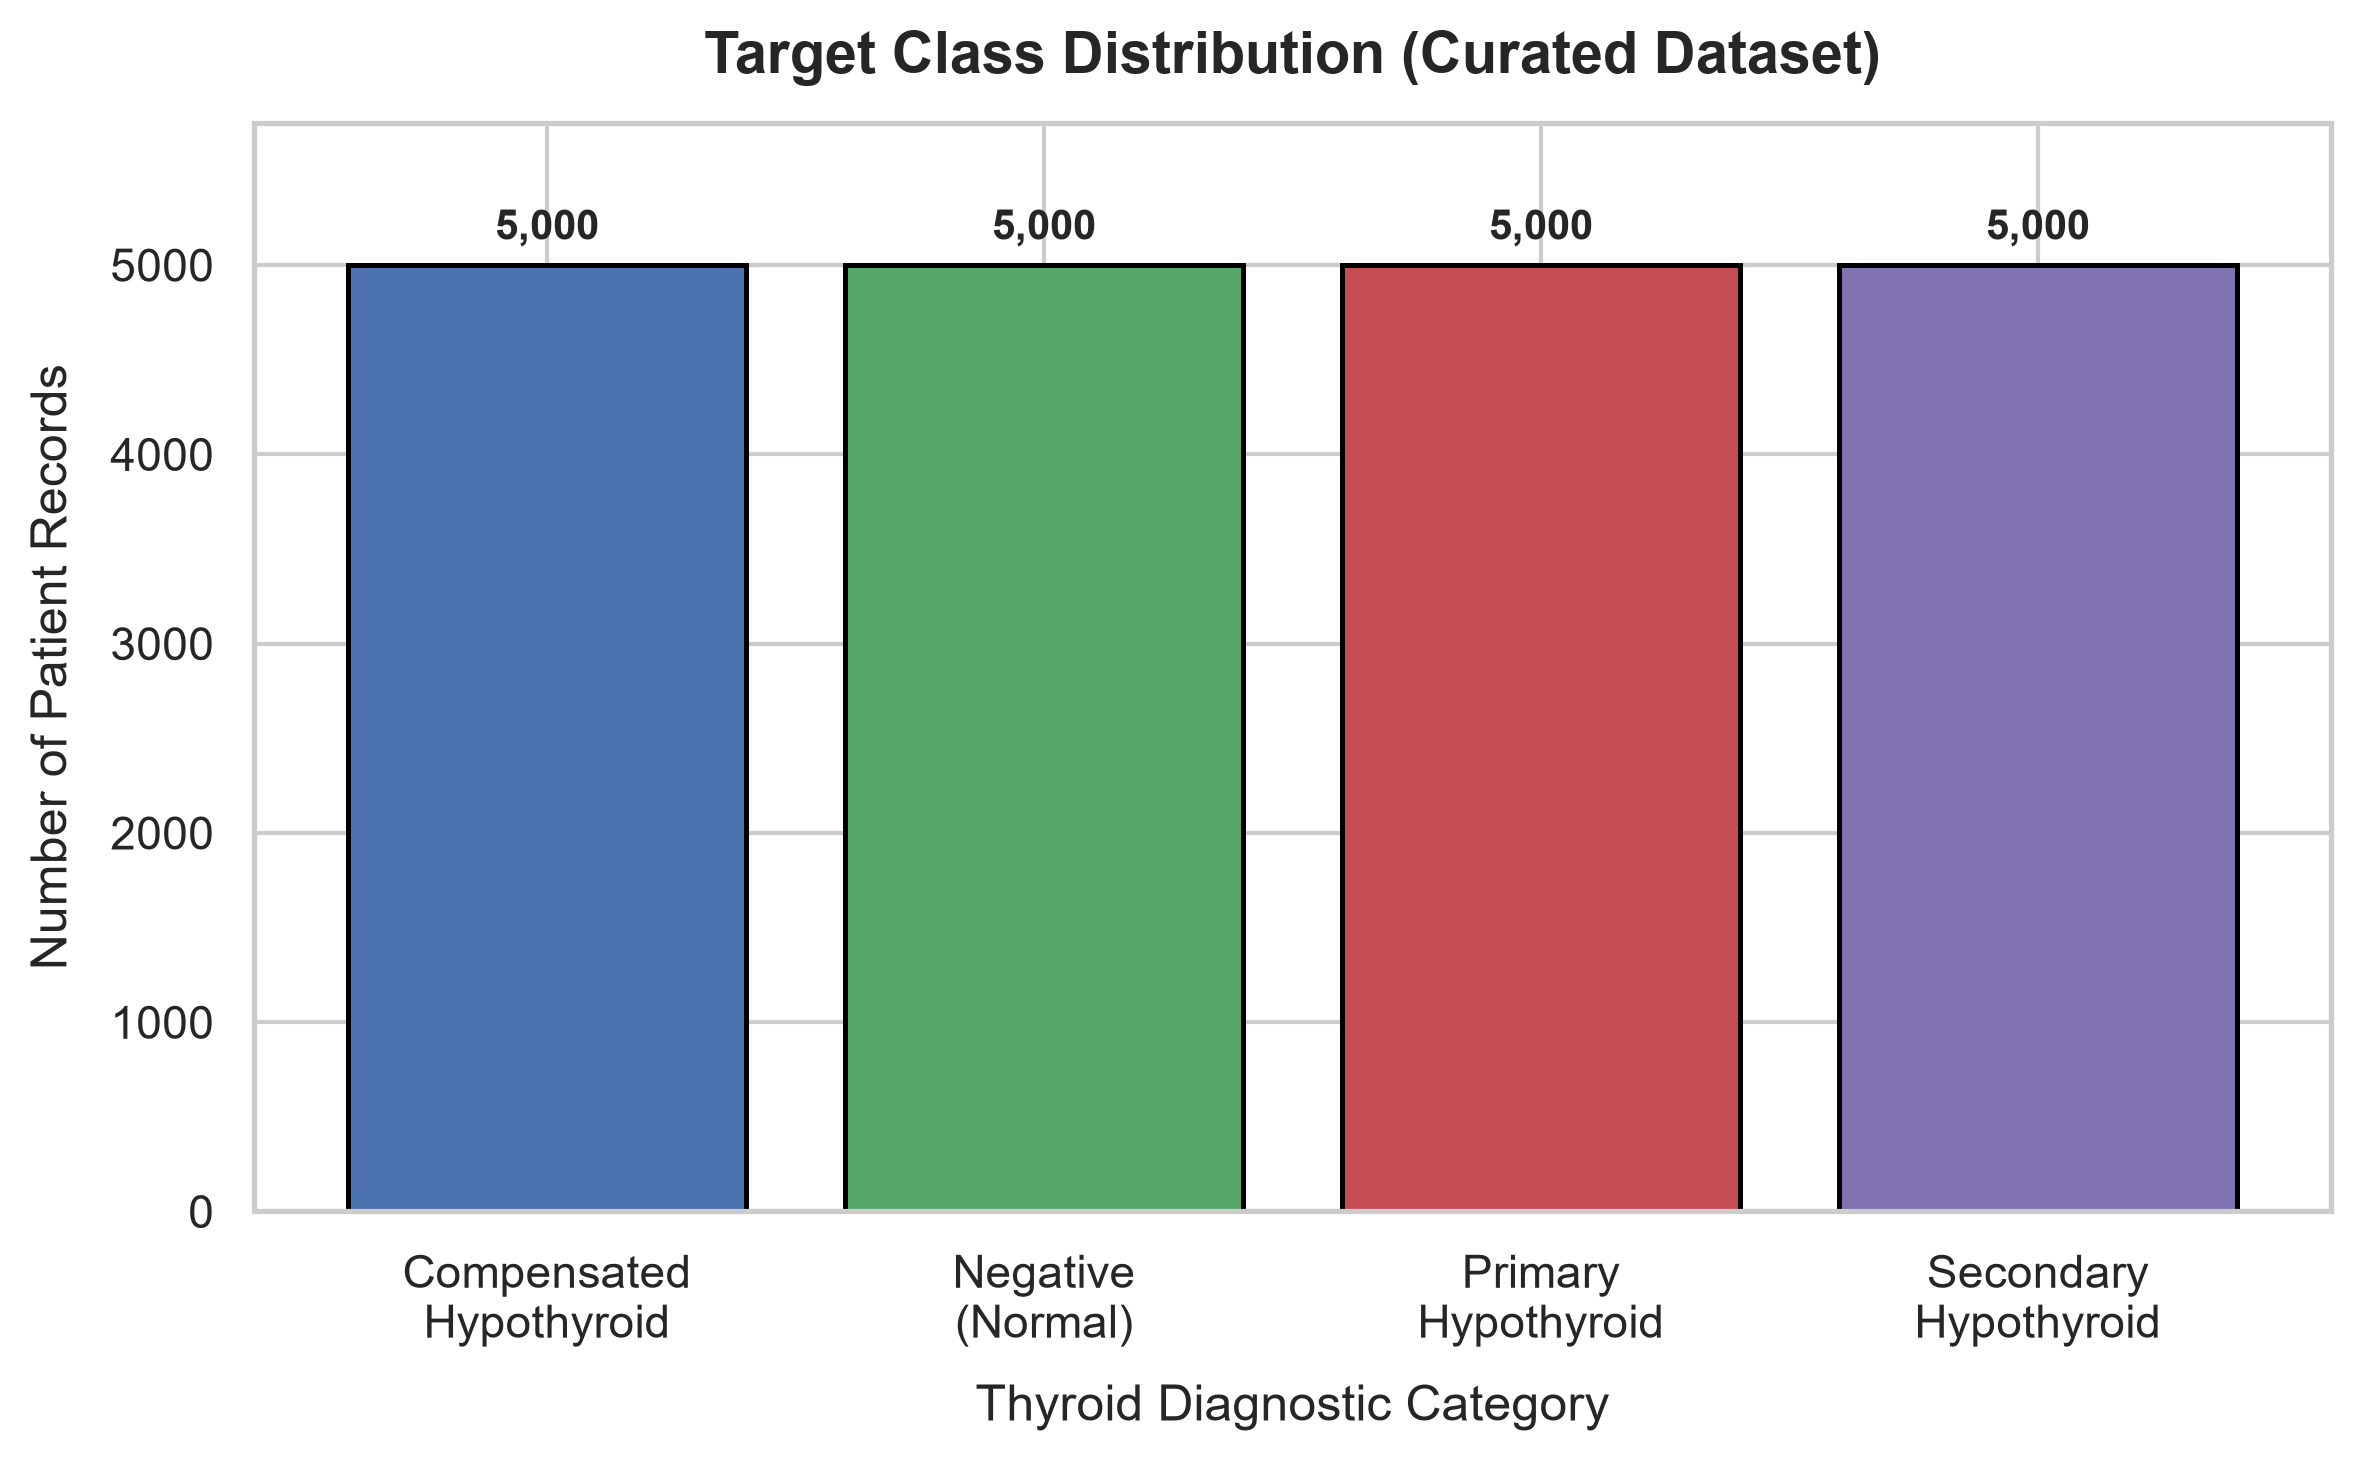 Target Class Distribution (Curated Dataset)
5,000 5,000 5,000 5,000
5000
4000
3000
2000
1000
0
Number of Patient Records
Compensated Hypothyroid
Negative (Normal)
Primary Hypothyroid
Secondary Hypothyroid
Thyroid Diagnostic Category